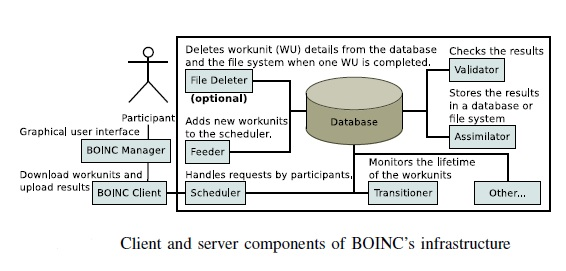 Deletes workunit (WU) details from the database
and the file system when one WU is completed.
File Deleter
(optional)
Adds new workunits
to the scheduler.
Feeder
Handles requests by participants.
Scheduler
Database
Checks the results
Validator
Stores the results
in a database or
file system
Assimilator
Monitors the lifetime
of the workunits
Transitioner
Other...
Participant
Graphical user interface
BOINC Manager
Download workunits and
upload results
BOINC Client
Client and server components of BOINC's infrastructure